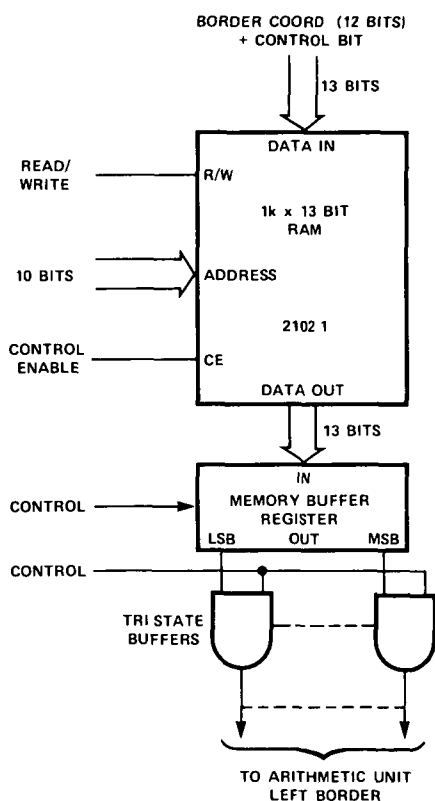 BORDER COORD (12 BITS)
+ CONTROL BIT
13 BITS
DATA IN
READ/
WRITE
R/W
1k x 13 BIT
RAM
10 BITS
ADDRESS
2102 1
CONTROL
ENABLE
CE
DATA OUT
13 BITS
IN
MEMORY BUFFER
REGISTER
CONTROL
LSB OUT MSB
CONTROL
TRI STATE
BUFFERS
TO ARITHMETIC UNIT
LEFT BORDER